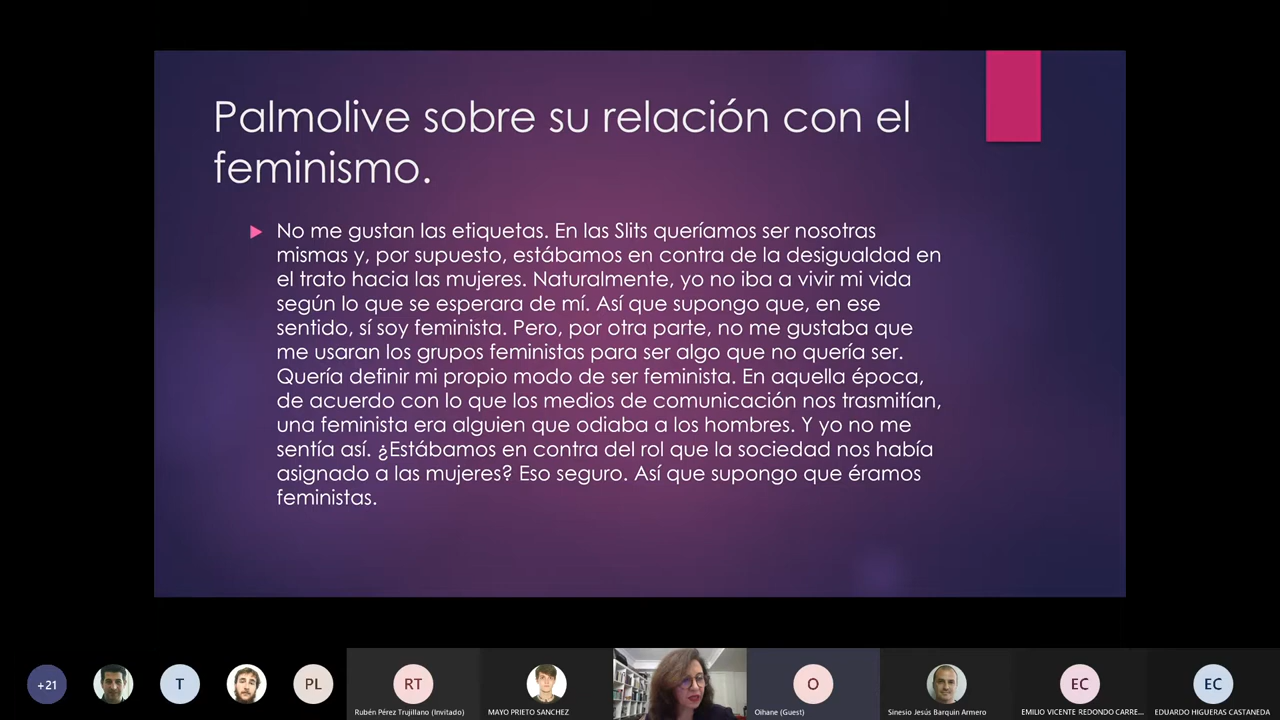 Palmolive sobre su relación con el
feminismo.
No me gustan las etiquetas. En las Slits queríamos ser nosotras
mismas y, por supuesto, estábamos en contra de la desigualdad en
el trato hacia las mujeres. Naturalmente, yo no iba a vivir mi vida
según lo que se esperara de mí. Así que supongo que, en ese
sentido, sí soy feminista. Pero, por otra parte, no me gustaba que
me usaran los grupos feministas para ser algo que no quería ser.
Quería definir mi propio modo de ser feminista. En aquella época,
de acuerdo con lo que los medios de comunicación nos trasmitían,
una feminista era alguien que odiaba a los hombres. Y yo no me
sentía así. ¿Estábamos en contra del rol que la sociedad nos había
asignado a las mujeres? Eso seguro. Así que supongo que éramos
feministas.
+21
T
PL
RT
O
EC
EC
Rubén Pérez Trujillano (Invitado)
MAYO PRIETO SANCHEZ
Oihane (Guest)
Sinesio Jesús Barquin Armero
EMILIO VICENTE REDONDO CARRE...
EDUARDO HIGUERAS CASTANEDA